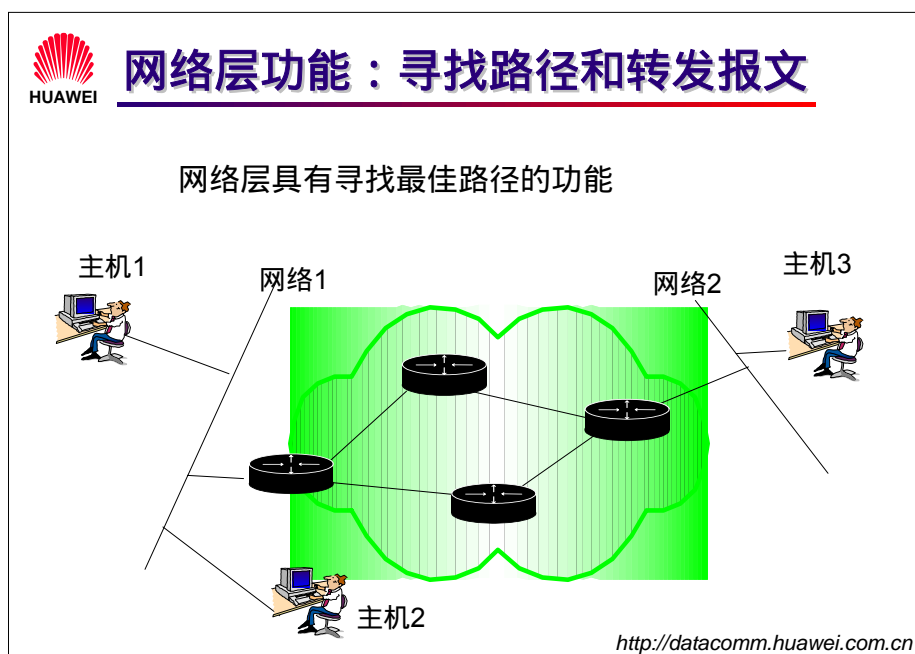 HUAWEI
网络层功能：寻找路径和转发报文
网络层具有寻找最佳路径的功能
主机1
网络1
网络2
主机3
主机2
http://datacomm.huawei.com.cn